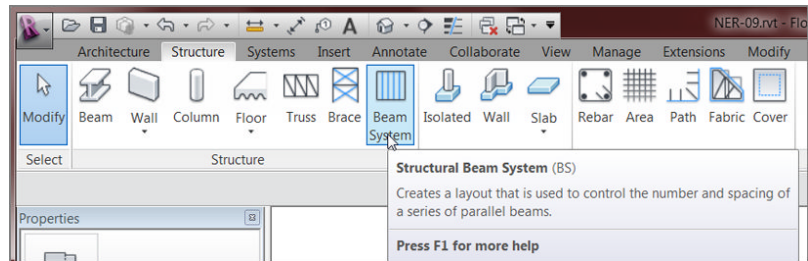 NER-09.rvt - Flo
Architecture Structure Systems Insert Annotate Collaborate View Manage Extensions Modify
Modify Beam Wall Column Floor Truss Brace Beam System Isolated Wall Slab Rebar Area Path Fabric Cover
Select Structure
Structural Beam System (BS)
Creates a layout that is used to control the number and spacing of
a series of parallel beams.
Properties
Press F1 for more help